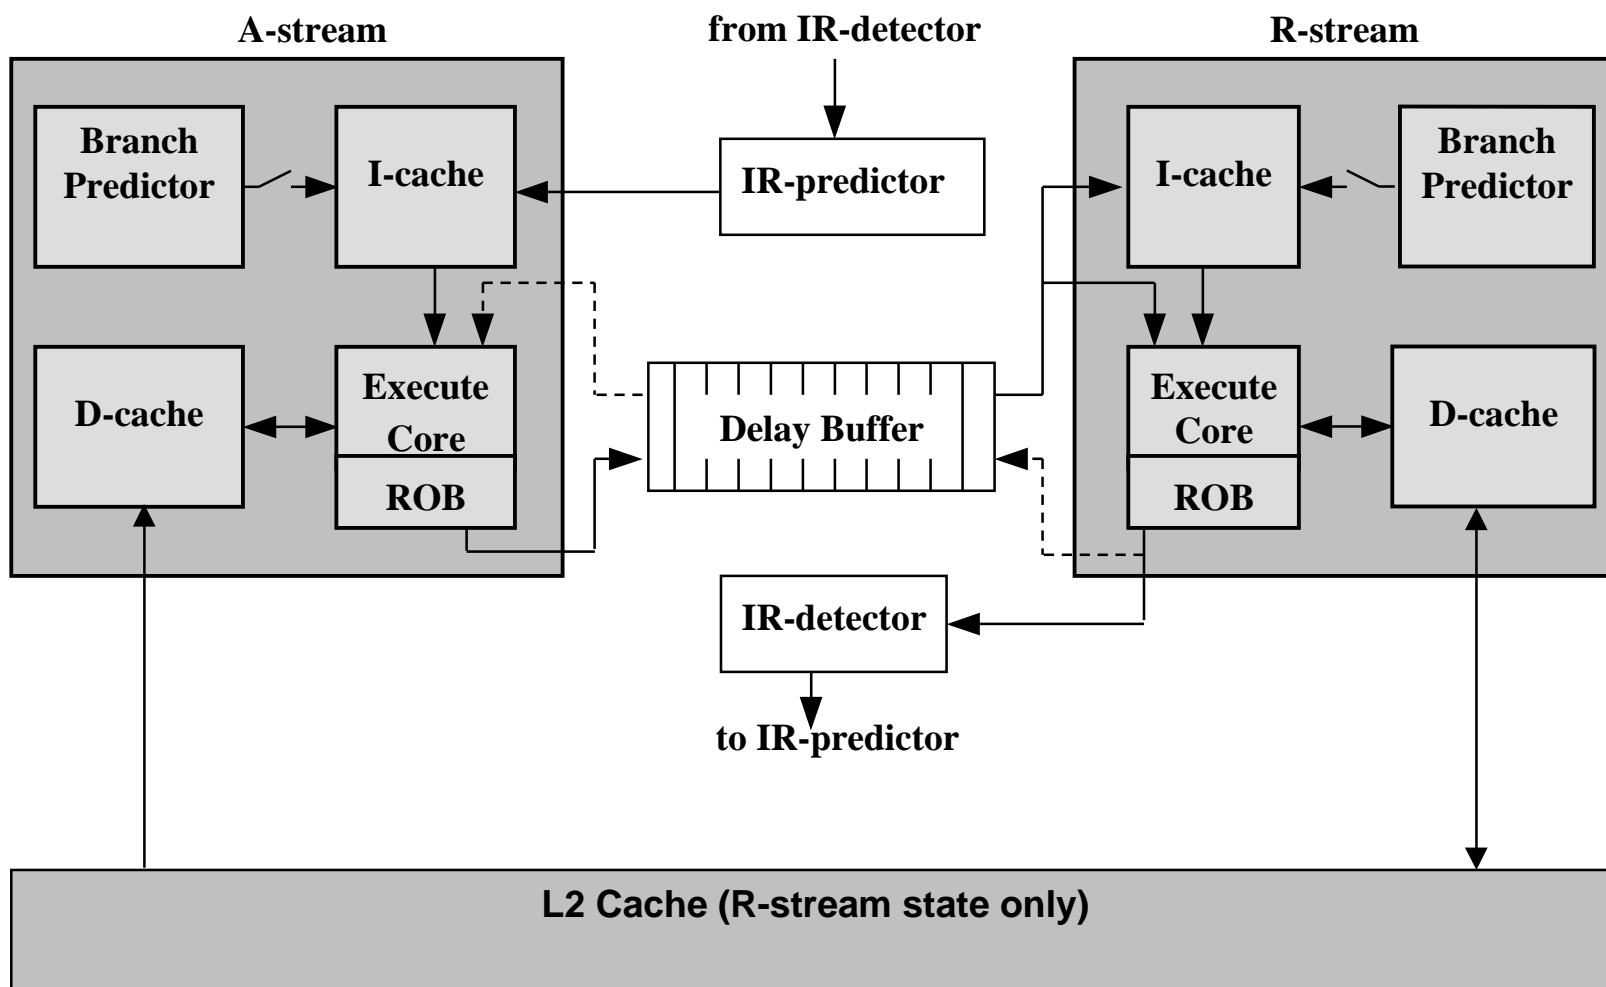 A-stream
from IR-detector
R-stream
Branch
Predictor
I-cache
IR-predictor
I-cache
Branch
Predictor
D-cache
Execute
Core
ROB
Delay Buffer
Execute
Core
ROB
D-cache
IR-detector
to IR-predictor
L2 Cache (R-stream state only)